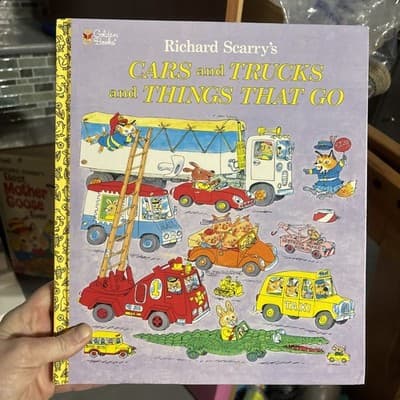 Golden
Books
Richard Scarry's
CARS and TRUCKS
and THINGS THAT GO
Mother
Goose
TAXI